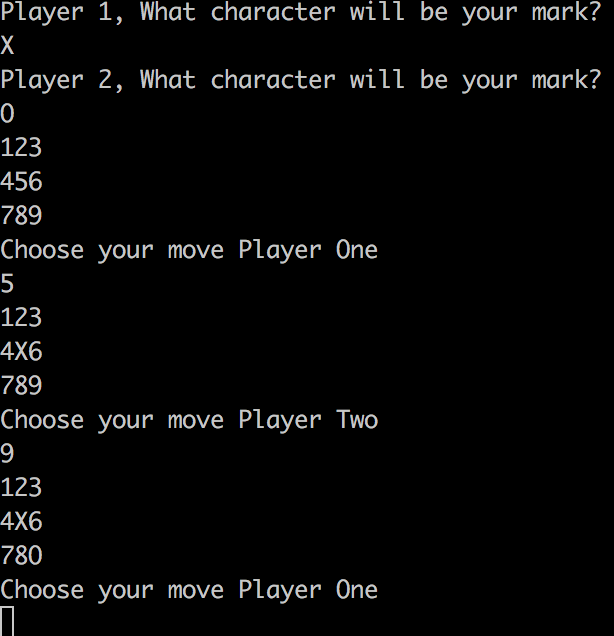 Player 1, What character will be your mark?
X
Player 2, What character will be your mark?
O
123
456
789
Choose your move Player One
5
123
4X6
789
Choose your move Player Two
9
123
4X6
78O
Choose your move Player One